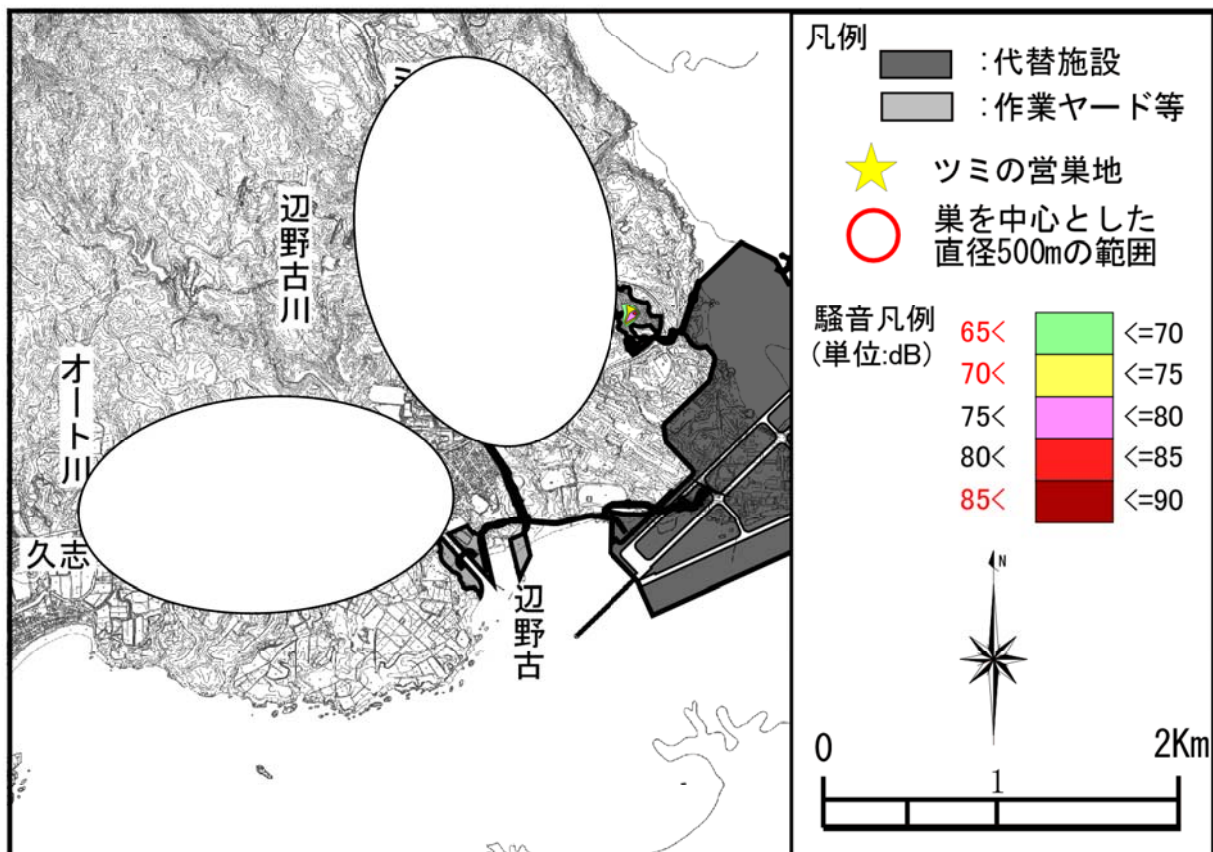 凡例
:代替施設
:作業ヤード等
ツミの営巣地
巣を中心とした
直径500mの範囲
騒音凡例
(単位:dB)
65< <=70
70< <=75
75< <=80
80< <=85
85< <=90
N
0 1 2Km
辺野古川
オート川
久志
辺野古